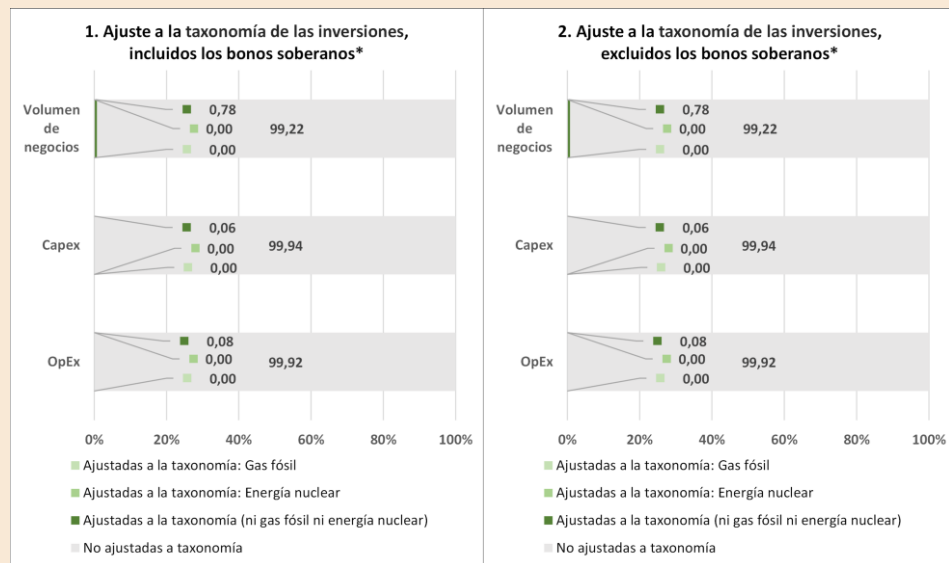 1. Ajuste a la taxonomía de las inversiones,
incluidos los bonos soberanos*
Volumen
de
negocios
0,78
0,00
99,22
0,00
Capex
0,06
0,00
99,94
0,00
OpEx
0,08
0,00
99,92
0,00
0% 20% 40% 60% 80% 100%
Ajustadas a la taxonomía: Gas fósil
Ajustadas a la taxonomía: Energía nuclear
Ajustadas a la taxonomía (ni gas fósil ni energía nuclear)
No ajustadas a taxonomía
2. Ajuste a la taxonomía de las inversiones,
excluidos los bonos soberanos*
Volumen
de
negocios
0,78
0,00
99,22
0,00
Capex
0,06
0,00
99,94
0,00
OpEx
0,08
0,00
99,92
0,00
0% 20% 40% 60% 80% 100%
Ajustadas a la taxonomía: Gas fósil
Ajustadas a la taxonomía: Energía nuclear
Ajustadas a la taxonomía (ni gas fósil ni energía nuclear)
No ajustadas a taxonomía